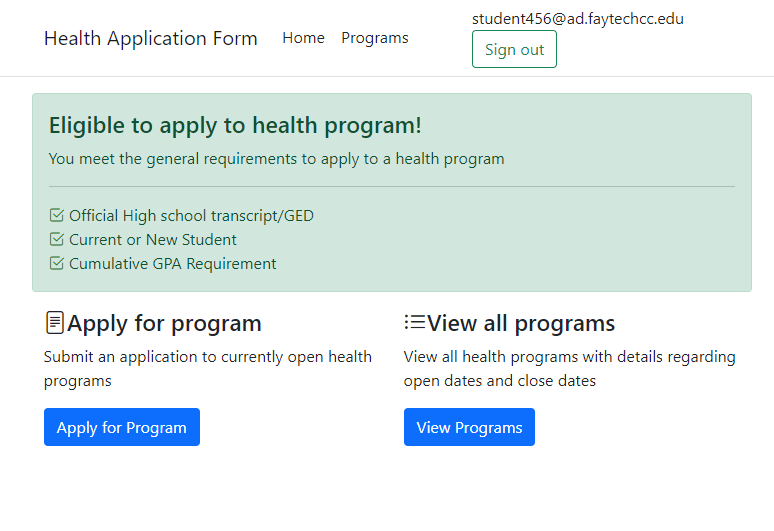 Health Application Form
Home
Programs
student456@ad.faytechcc.edu
Sign out
Eligible to apply to health program!
You meet the general requirements to apply to a health program
Official High school transcript/GED
Current or New Student
Cumulative GPA Requirement
Apply for program
Submit an application to currently open health
programs
Apply for Program
View all programs
View all health programs with details regarding
open dates and close dates
View Programs